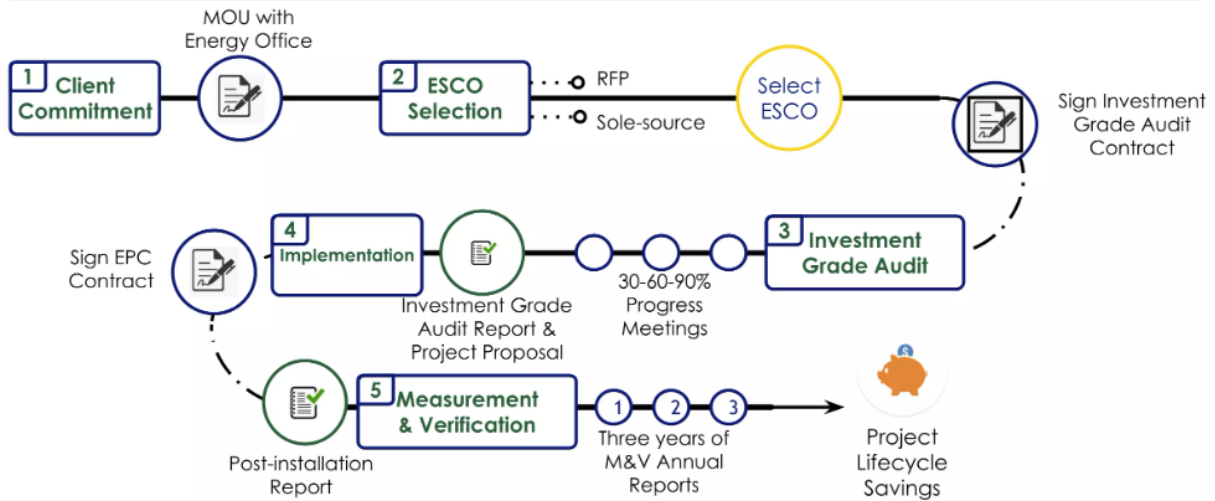 MOU with
Energy Office
1
Client
Commitment
2
ESCO
Selection
RFP
Sole-source
Select
ESCO
Sign Investment
Grade Audit
Contract
3
Investment
Grade Audit
30-60-90%
Progress
Meetings
Investment Grade
Audit Report &
Project Proposal
4
Implementation
Sign EPC
Contract
Post-installation
Report
5
Measurement
& Verification
1 2 3
Three years of
M&V Annual
Reports
$
Project
Lifecycle
Savings